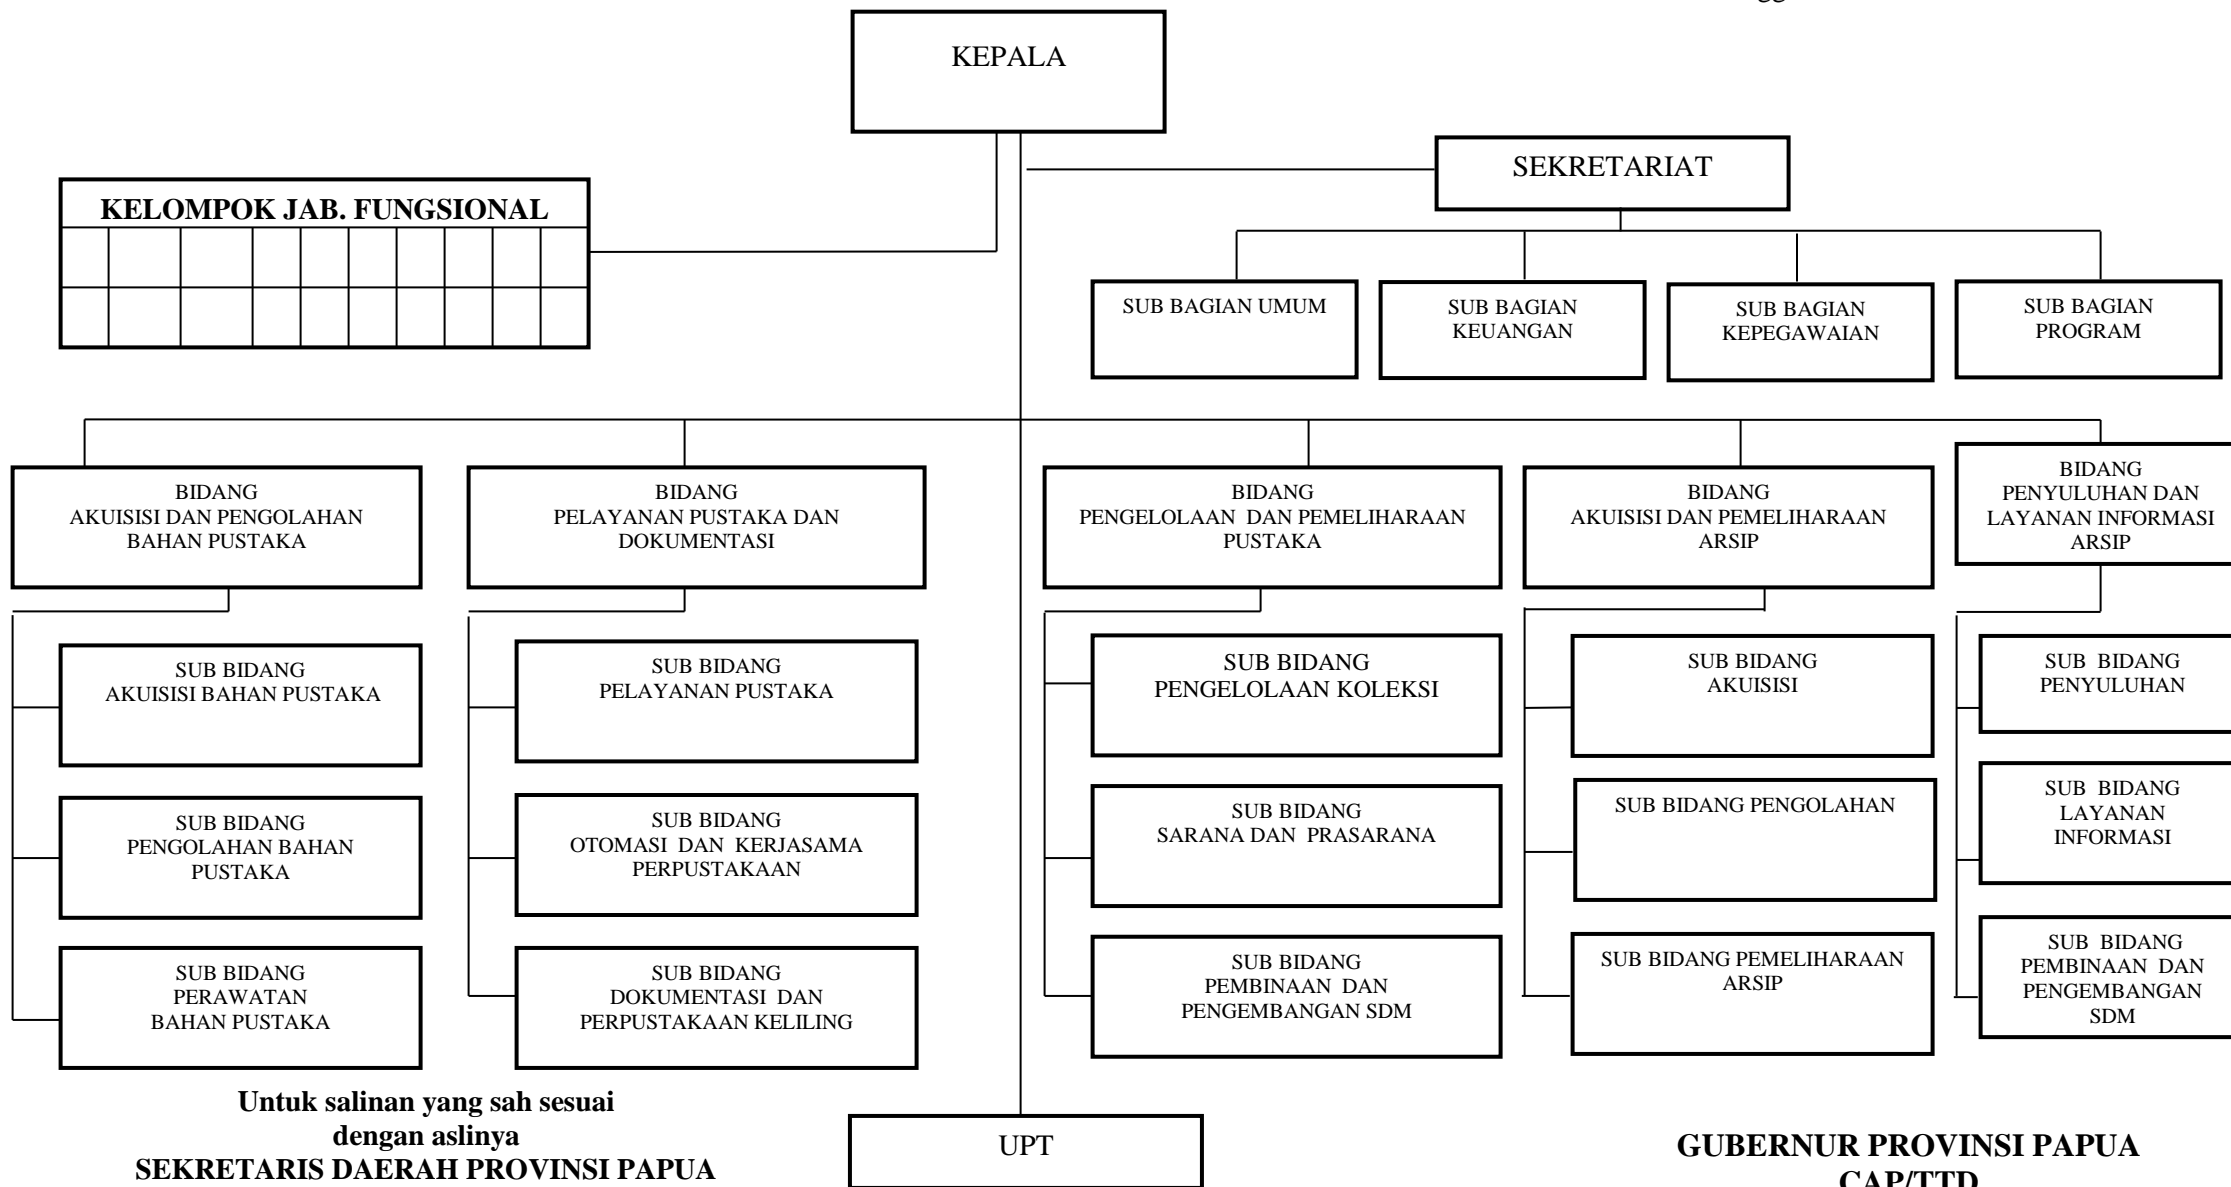 KEPALA
SEKRETARIAT
KELOMPOK JAB. FUNGSIONAL
SUB BAGIAN UMUM
SUB BAGIAN
KEUANGAN
SUB BAGIAN
KEPEGAWAIAN
SUB BAGIAN
PROGRAM
BIDANG
AKUISISI DAN PENGOLAHAN
BAHAN PUSTAKA
BIDANG
PELAYANAN PUSTAKA DAN
DOKUMENTASI
BIDANG
PENGELOLAAN DAN PEMELIHARAAN
PUSTAKA
BIDANG
AKUISISI DAN PEMELIHARAAN
ARSIP
BIDANG
PENYULUHAN DAN
LAYANAN INFORMASI
ARSIP
SUB BIDANG
AKUISISI BAHAN PUSTAKA
SUB BIDANG
PENGOLAHAN BAHAN
PUSTAKA
SUB BIDANG
PERAWATAN
BAHAN PUSTAKA
SUB BIDANG
PELAYANAN PUSTAKA
SUB BIDANG
OTOMASI DAN KERJASAMA
PERPUSTAKAAN
SUB BIDANG
DOKUMENTASI DAN
PERPUSTAKAAN KELILING
SUB BIDANG
PENGELOLAAN KOLEKSI
SUB BIDANG
SARANA DAN PRASARANA
SUB BIDANG
PEMBINAAN DAN
PENGEMBANGAN SDM
SUB BIDANG
AKUISISI
SUB BIDANG PENGOLAHAN
SUB BIDANG PEMELIHARAAN
ARSIP
SUB BIDANG
PENYULUHAN
SUB BIDANG
LAYANAN
INFORMASI
SUB BIDANG
PEMBINAAN DAN
PENGEMBANGAN
SDM
Untuk salinan yang sah sesuai
dengan aslinya
SEKRETARIS DAERAH PROVINSI PAPUA
UPT
GUBERNUR PROVINSI PAPUA
CAP/TTD